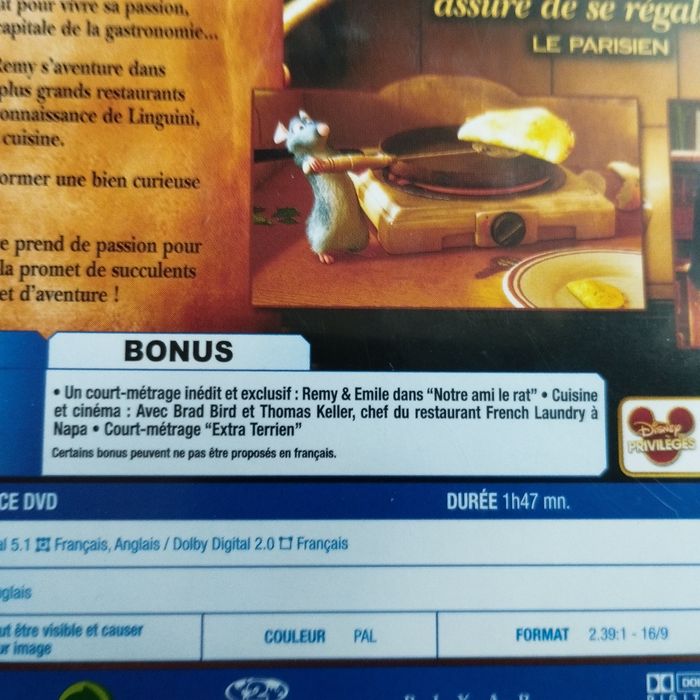 pour vivre sa passion,
capitale de la gastronomie...
Remy s'aventure dans
plus grands restaurants
connaissance de Linguini,
cuisine.
ormer une bien curieuse
e prend de passion pour
la promet de succulents
et d'aventure !
assuré de se régal
LE PARISIEN
BONUS
• Un court-métrage inédit et exclusif : Remy & Emile dans “Notre ami le rat” • Cuisine
et cinéma : Avec Brad Bird et Thomas Keller, chef du restaurant French Laundry à
Napa • Court-métrage “Extra Terrien”
Certains bonus peuvent ne pas être proposés en français.
Disney
PRIVILÈGES
CE DVD
DURÉE 1h47 mn.
al 5.1 Français, Anglais / Dolby Digital 2.0 Français
nglais
ut être visible et causer
ur image
COULEUR PAL
FORMAT 2.39:1 - 16/9
2